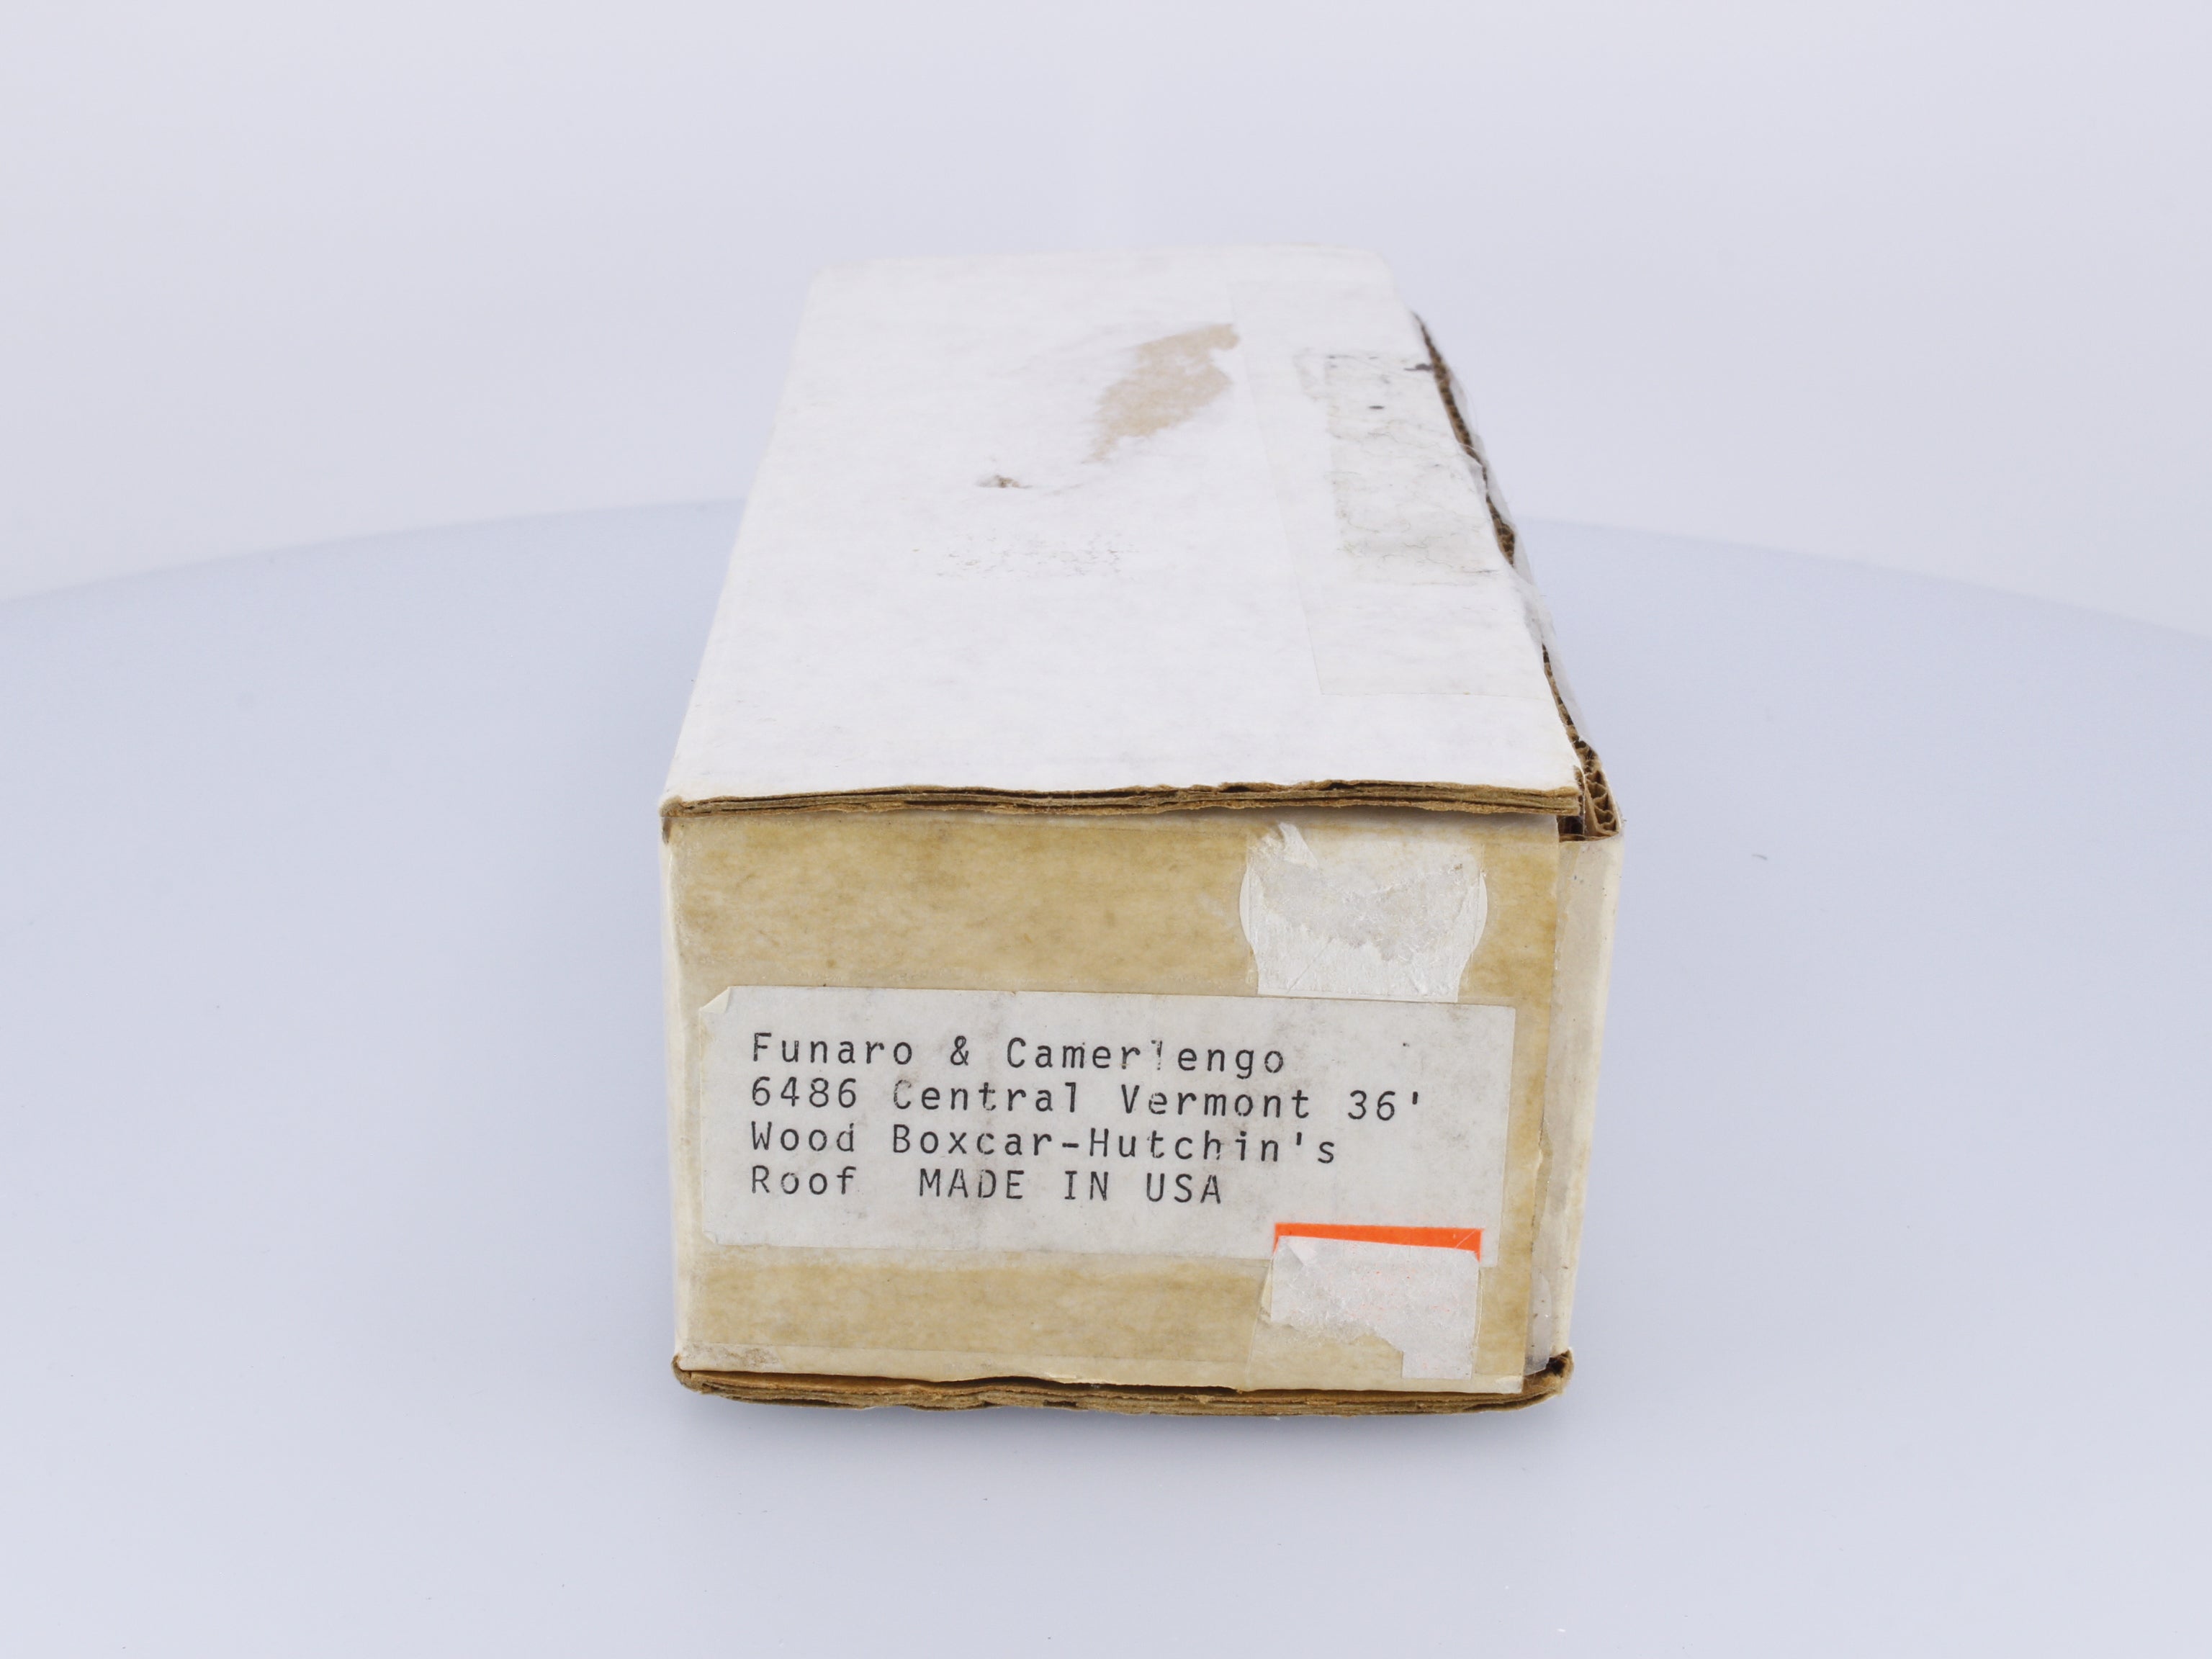 Funaro & Camerlengo
6486 Central Vermont 36'
Wood Boxcar-Hutchin's
Roof  MADE IN USA